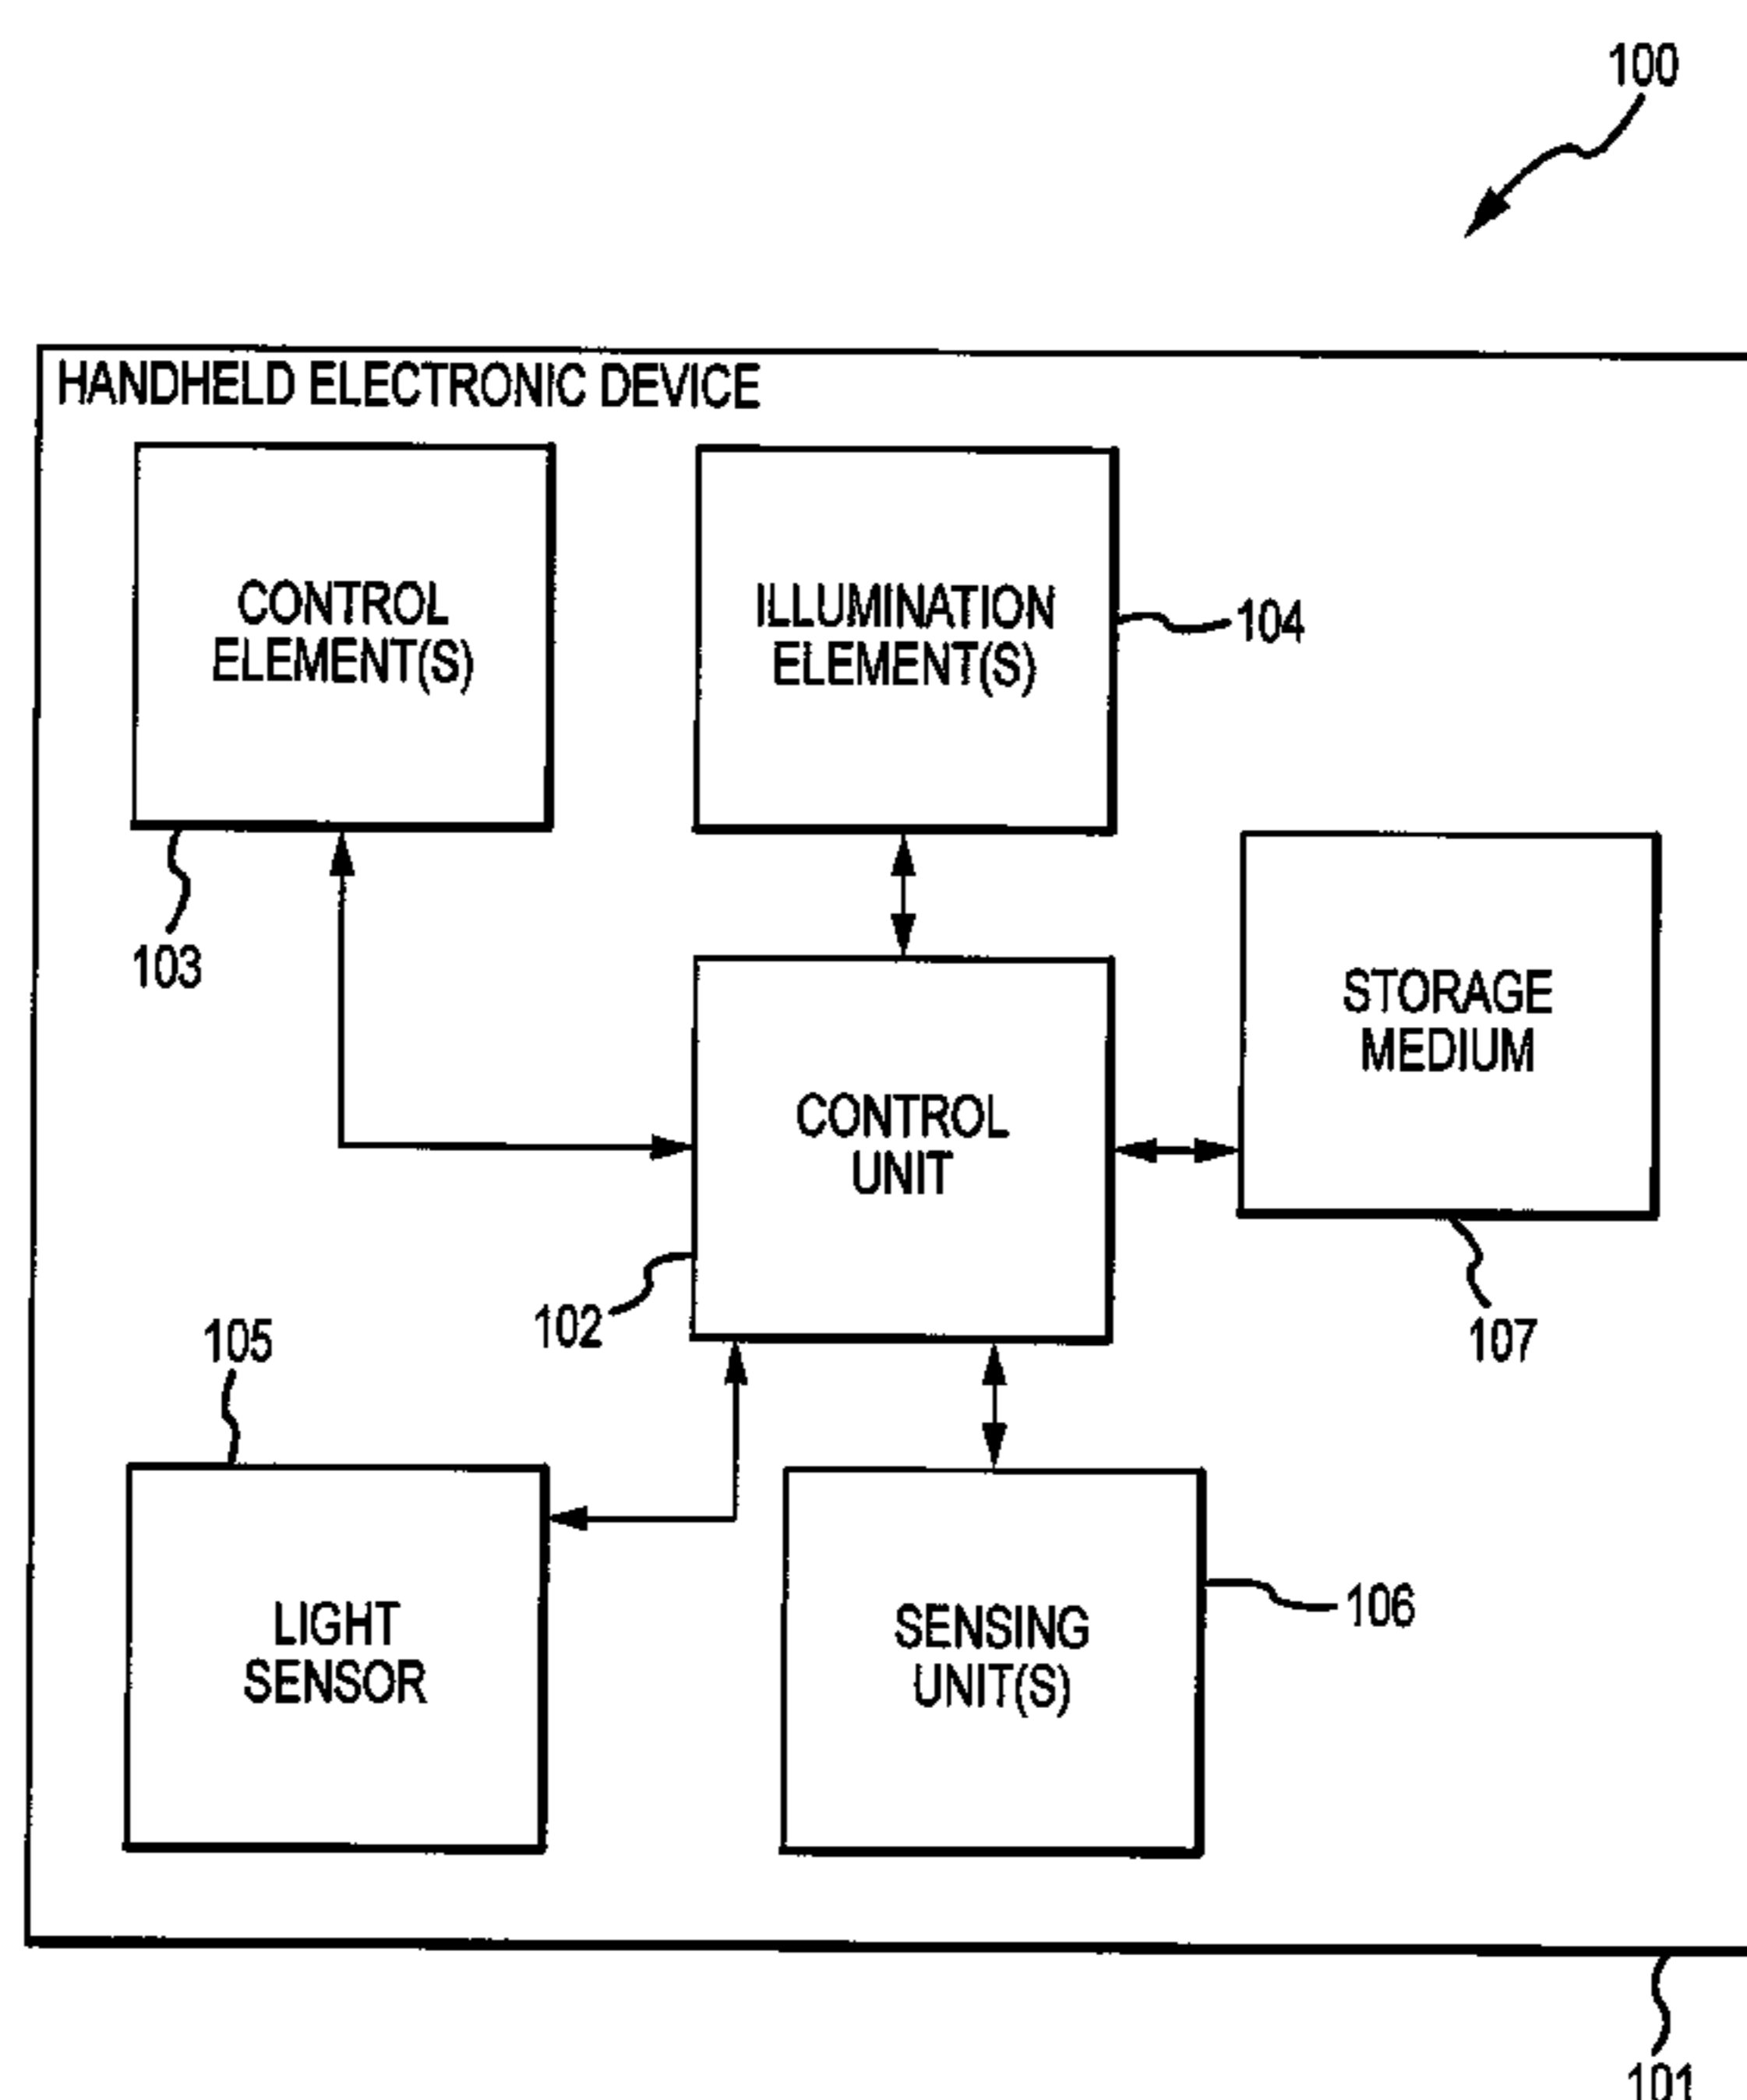 100
HANDHELD ELECTRONIC DEVICE
CONTROL
ELEMENT(S)
ILLUMINATION
ELEMENT(S)
104
103
STORAGE
MEDIUM
CONTROL
UNIT
102
107
105
LIGHT
SENSOR
SENSING
UNIT(S)
106
101